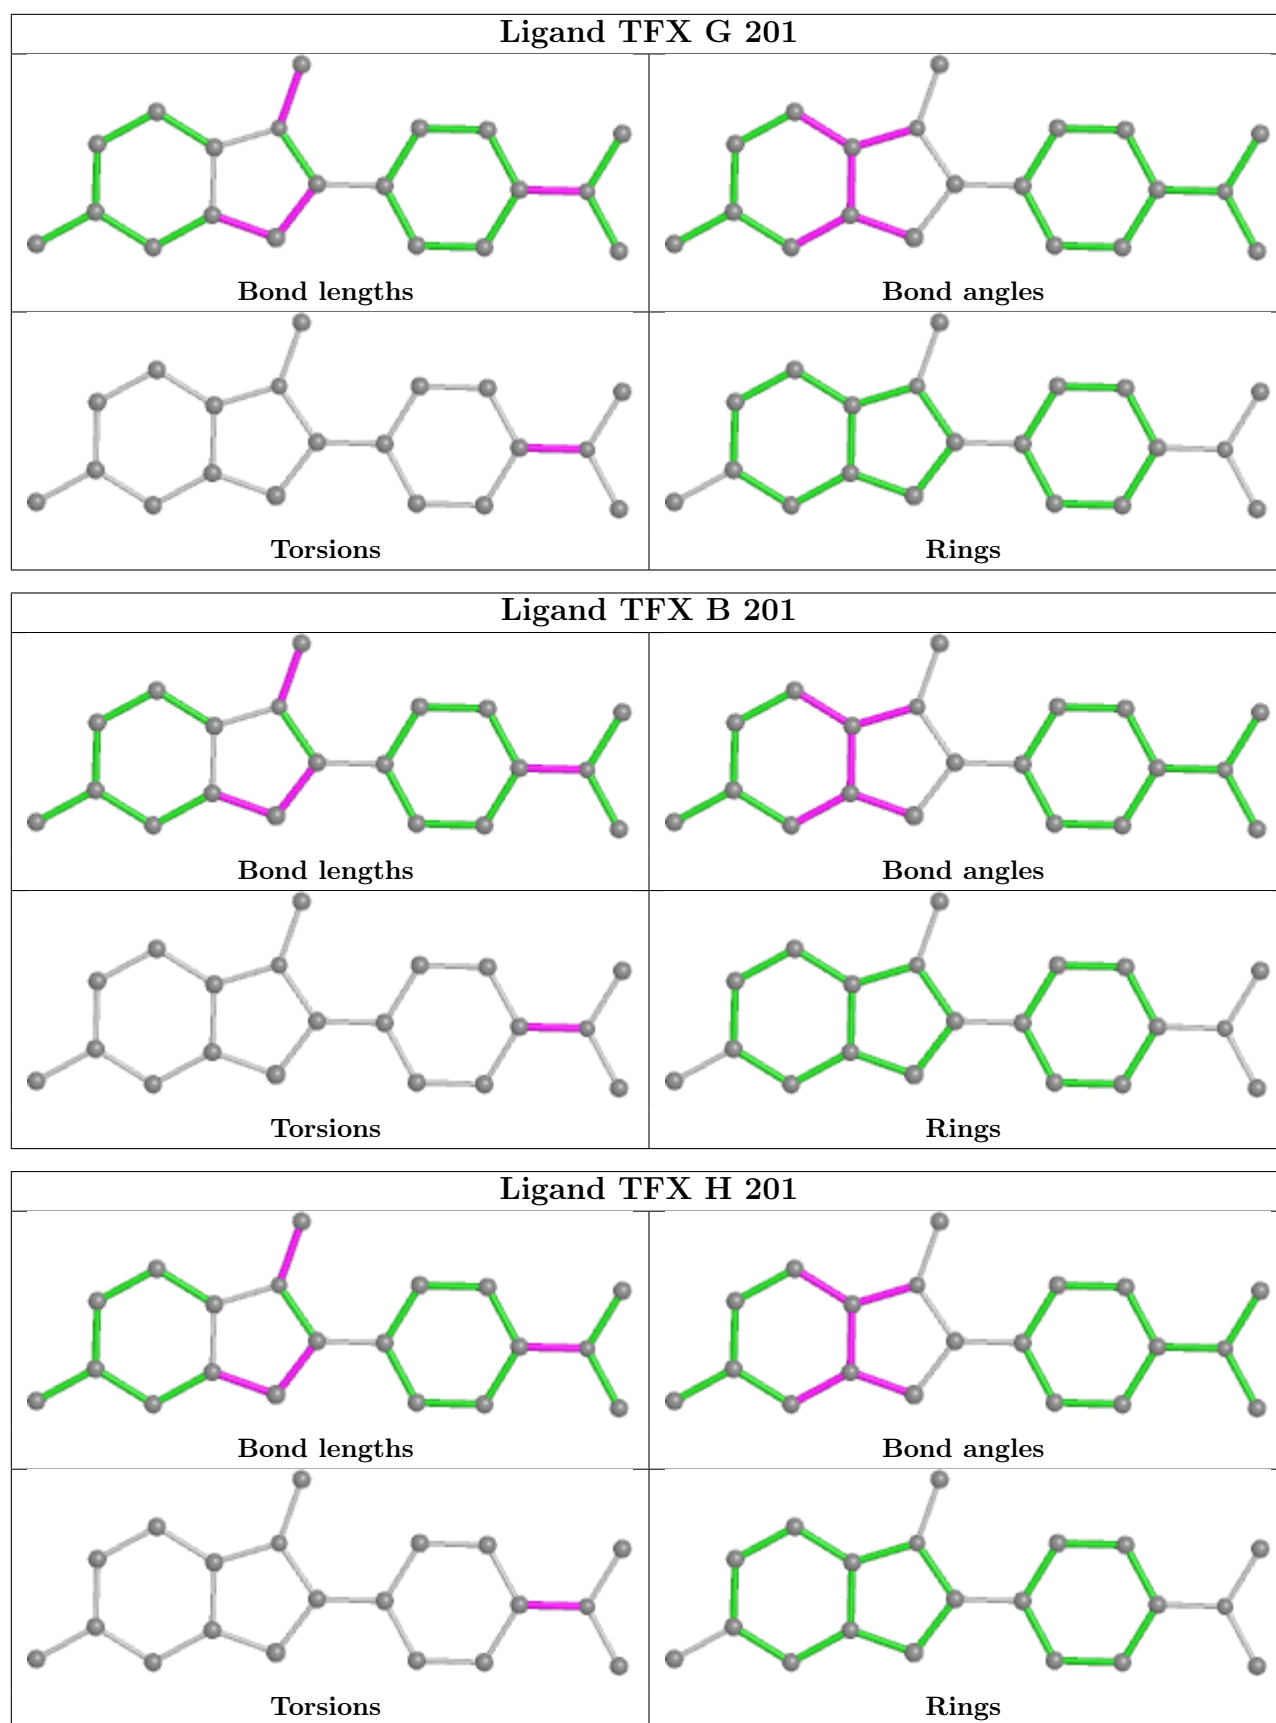 Ligand TFX G 201
Bond lengths
Bond angles
Torsions
Rings
Ligand TFX B 201
Bond lengths
Bond angles
Torsions
Rings
Ligand TFX H 201
Bond lengths
Bond angles
Torsions
Rings